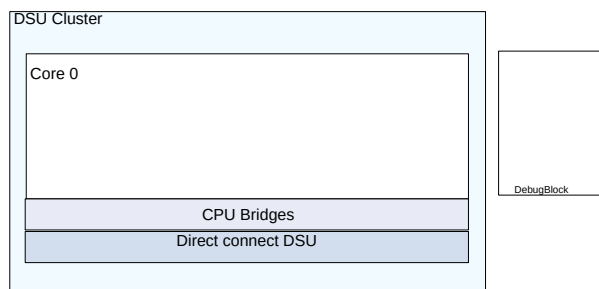 DSU Cluster
Core 0
CPU Bridges
Direct connect DSU
DebugBlock